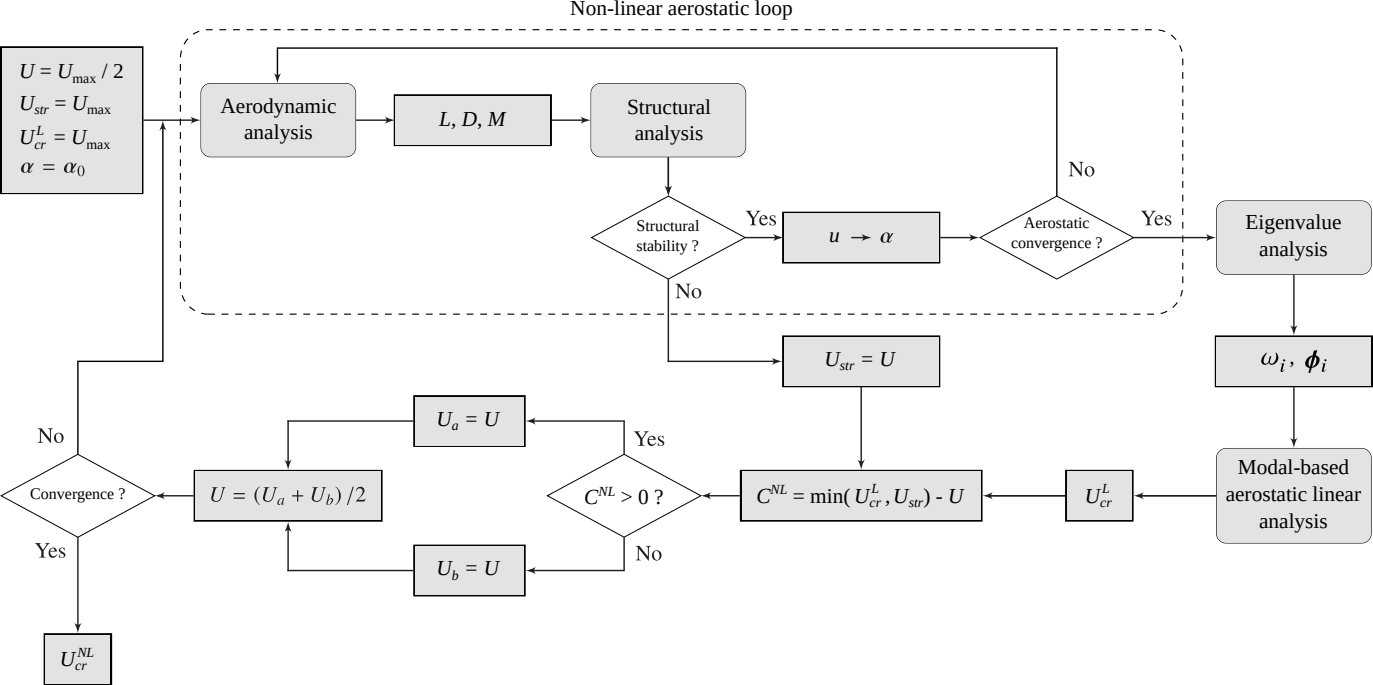 Non-linear aerostatic loop
U = U_max / 2
U_str = U_max
U_cr^L = U_max
α = α_0
Aerodynamic
analysis
L, D, M
Structural
analysis
No
Structural
stability ?
Yes
u → α
Aerostatic
convergence ?
Yes
Eigenvalue
analysis
No
U_str = U
ω_i, ϕ_i
No
U_a = U
Yes
Convergence ?
U = (U_a + U_b) /2
C^NL > 0 ?
C^NL = min( U_cr^L, U_str) - U
U_cr^L
Modal-based
aerostatic linear
analysis
Yes
U_b = U
No
U_cr^NL